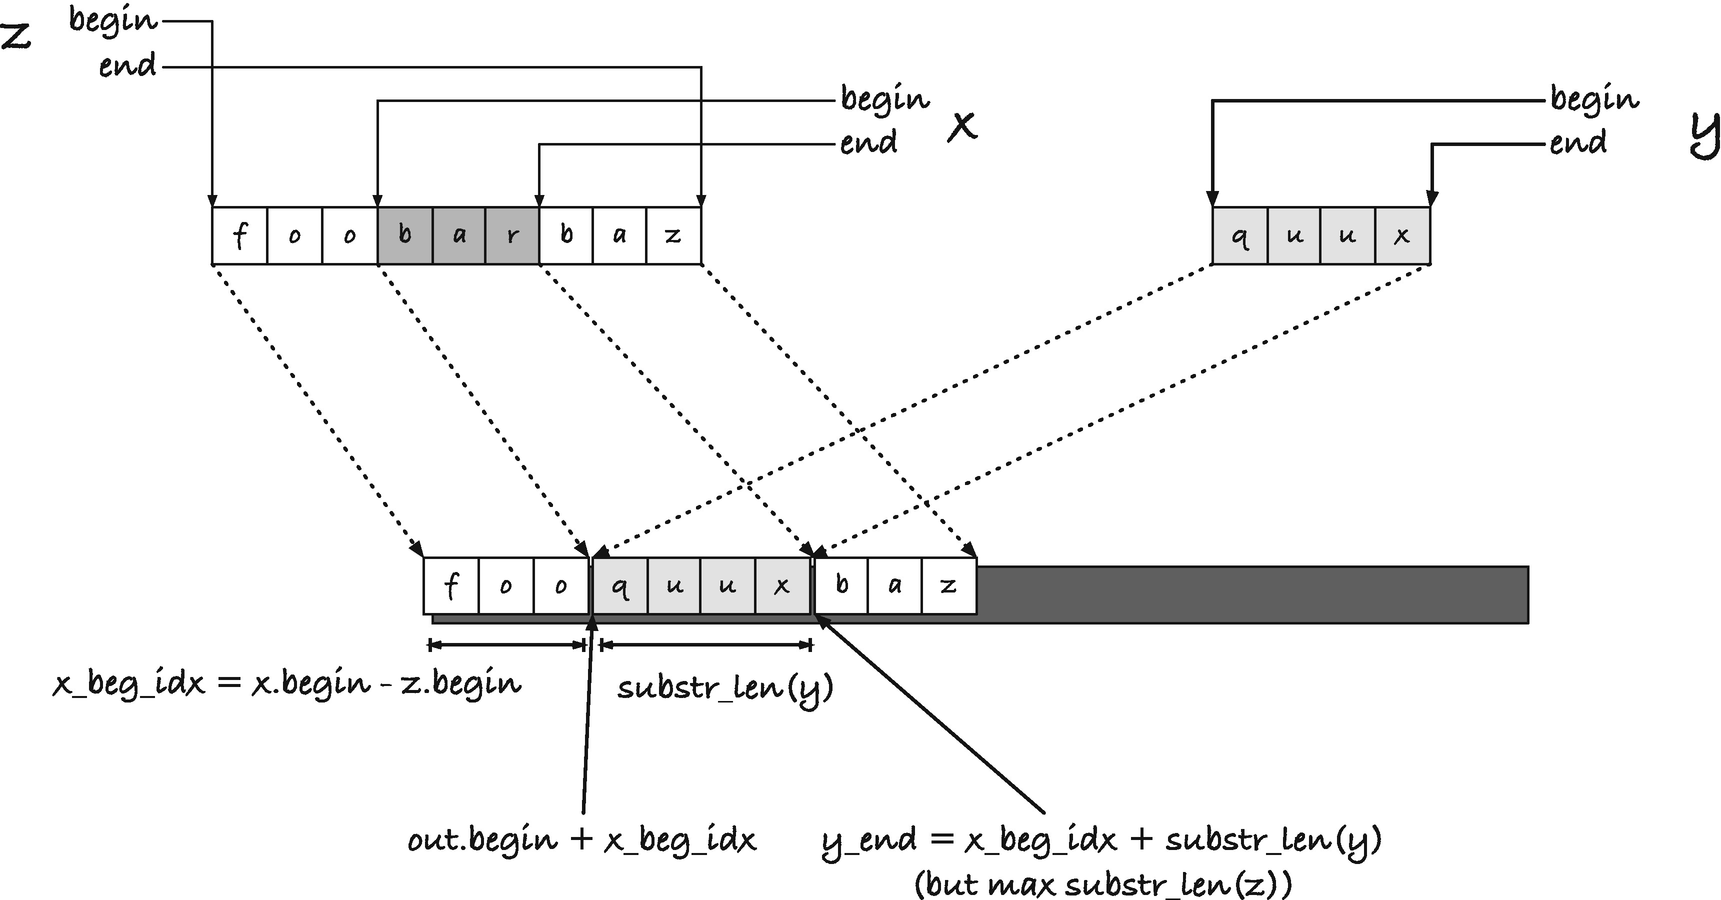 z
begin
end
begin
end
x
begin
end
y
f o o b a r b a z
q u u x
f o o q u u x b a z
x_beg_idx = x.begin - z.begin
substr_len(y)
out.begin + x_beg_idx
y_end = x_beg_idx + substr_len(y)
(but max substr_len(z))